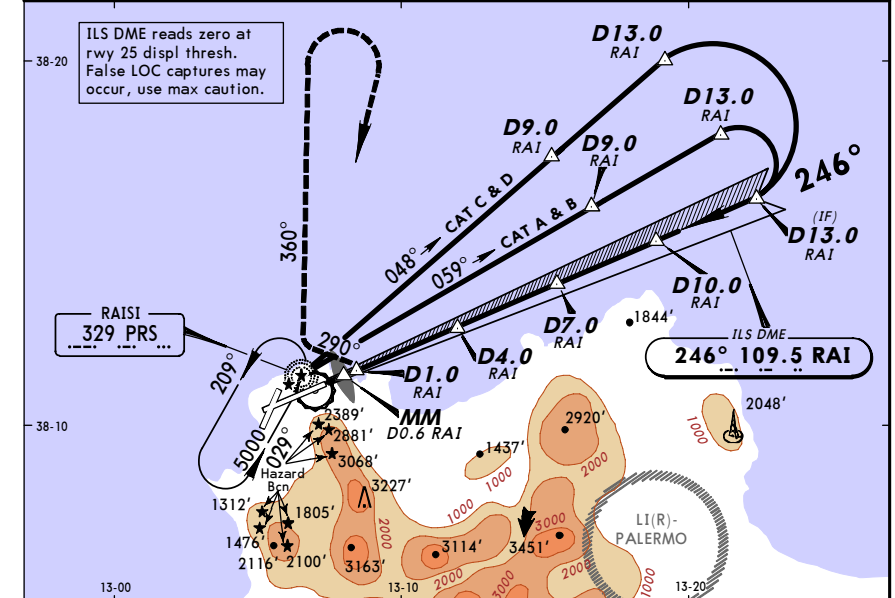 ILS DME reads zero at
rwy 25 displ thresh.
False LOC captures may
occur, use max caution.
38-20
D13.0
RAI
D13.0
RAI
D9.0
RAI
D9.0
RAI
246°
(IF)
D13.0
RAI
048° CAT C & D
059° CAT A & B
360°
D10.0
RAI
D7.0
RAI
D4.0
RAI
D1.0
RAI
MM
D0.6 RAI
RAISI
329 PRS
290°
209°
029°
5000
1844'
ILS DME
246° 109.5 RAI
38-10
2389'
2881'
3068'
Hazard
Bcn
3227'
1312'
1805'
1476'
2116'
2100'
3163'
3114'
3451'
1437'
2920'
2048'
1000
1000
2000
1000
2000
3000
2000
2000
3000
1000
LI(R)-
PALERMO
13-00
13-10
13-20